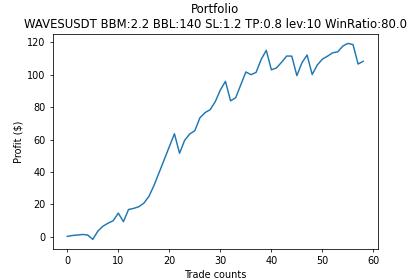 Portfolio
WAVESUSDT BBM:2.2 BBL:140 SL:1.2 TP:0.8 lev:10 WinRatio:80.0
120
100
80
60
40
20
0
Profit ($)
0 10 20 30 40 50 60
Trade counts